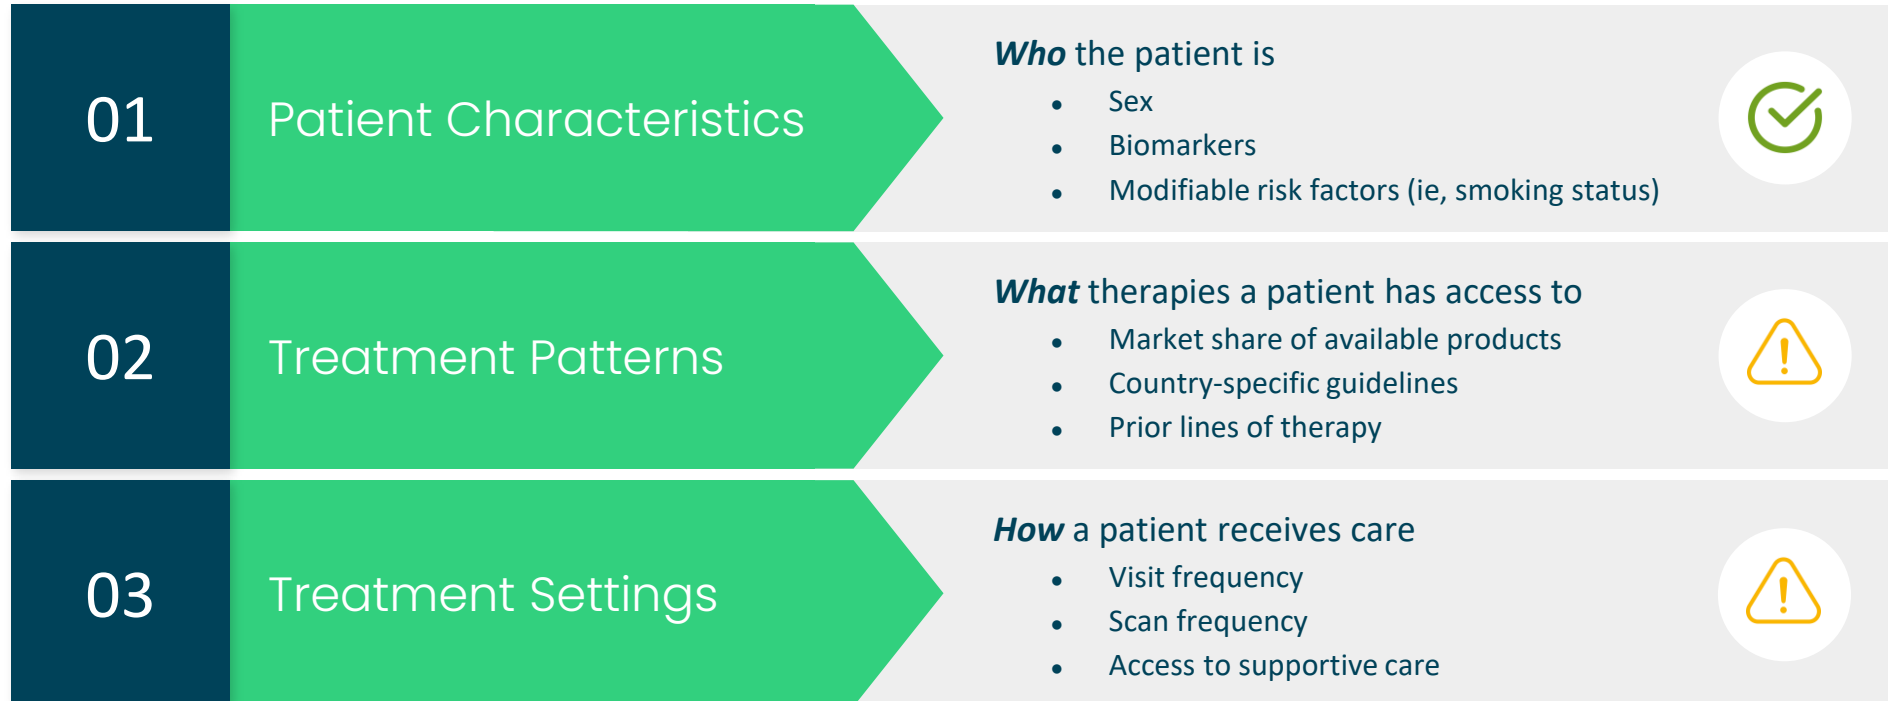 01
Patient Characteristics
Who the patient is
• Sex
• Biomarkers
• Modifiable risk factors (ie, smoking status)
02
Treatment Patterns
What therapies a patient has access to
• Market share of available products
• Country-specific guidelines
• Prior lines of therapy
03
Treatment Settings
How a patient receives care
• Visit frequency
• Scan frequency
• Access to supportive care